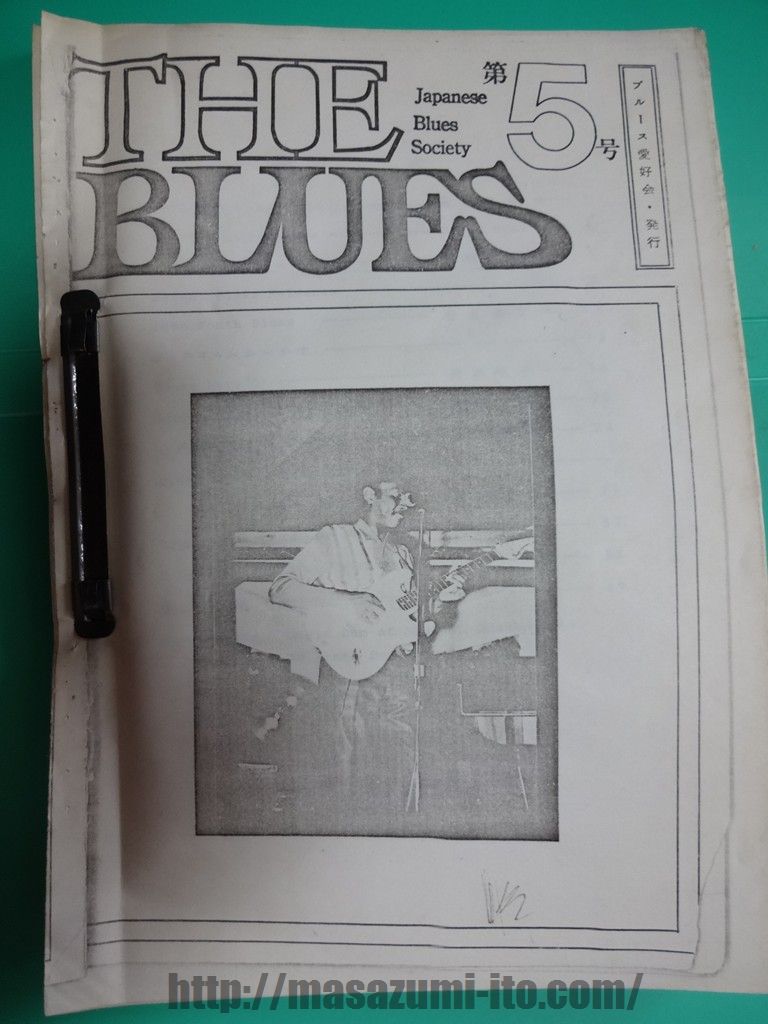 THE
BLUES
Japanese
Blues
Society
第
5
号
ブルース愛好会・発行
http://masazumi-ito.com/